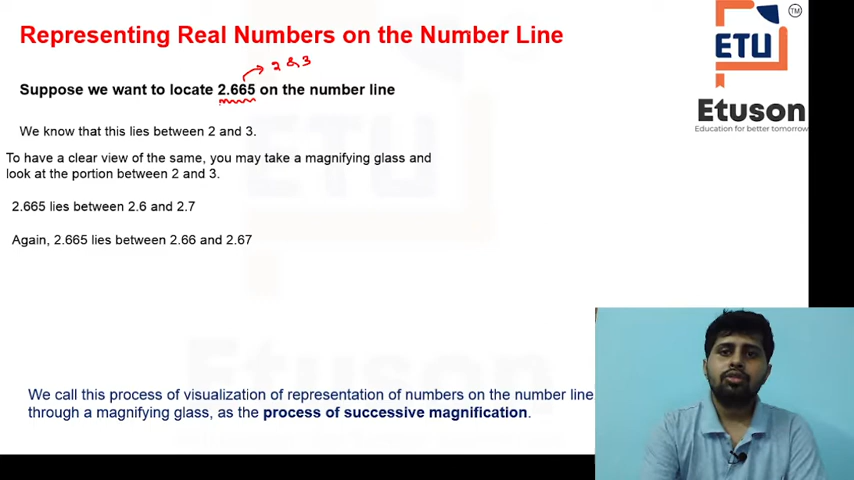 Representing Real Numbers on the Number Line
TM
ETU
2 & 3
Suppose we want to locate 2.665 on the number line
Etuson
Education for better tomorrow
We know that this lies between 2 and 3.
To have a clear view of the same, you may take a magnifying glass and
look at the portion between 2 and 3.
2.665 lies between 2.6 and 2.7
Again, 2.665 lies between 2.66 and 2.67
ETU
Etuson
We call this process of visualization of representation of numbers on the number line
through a magnifying glass, as the process of successive magnification.